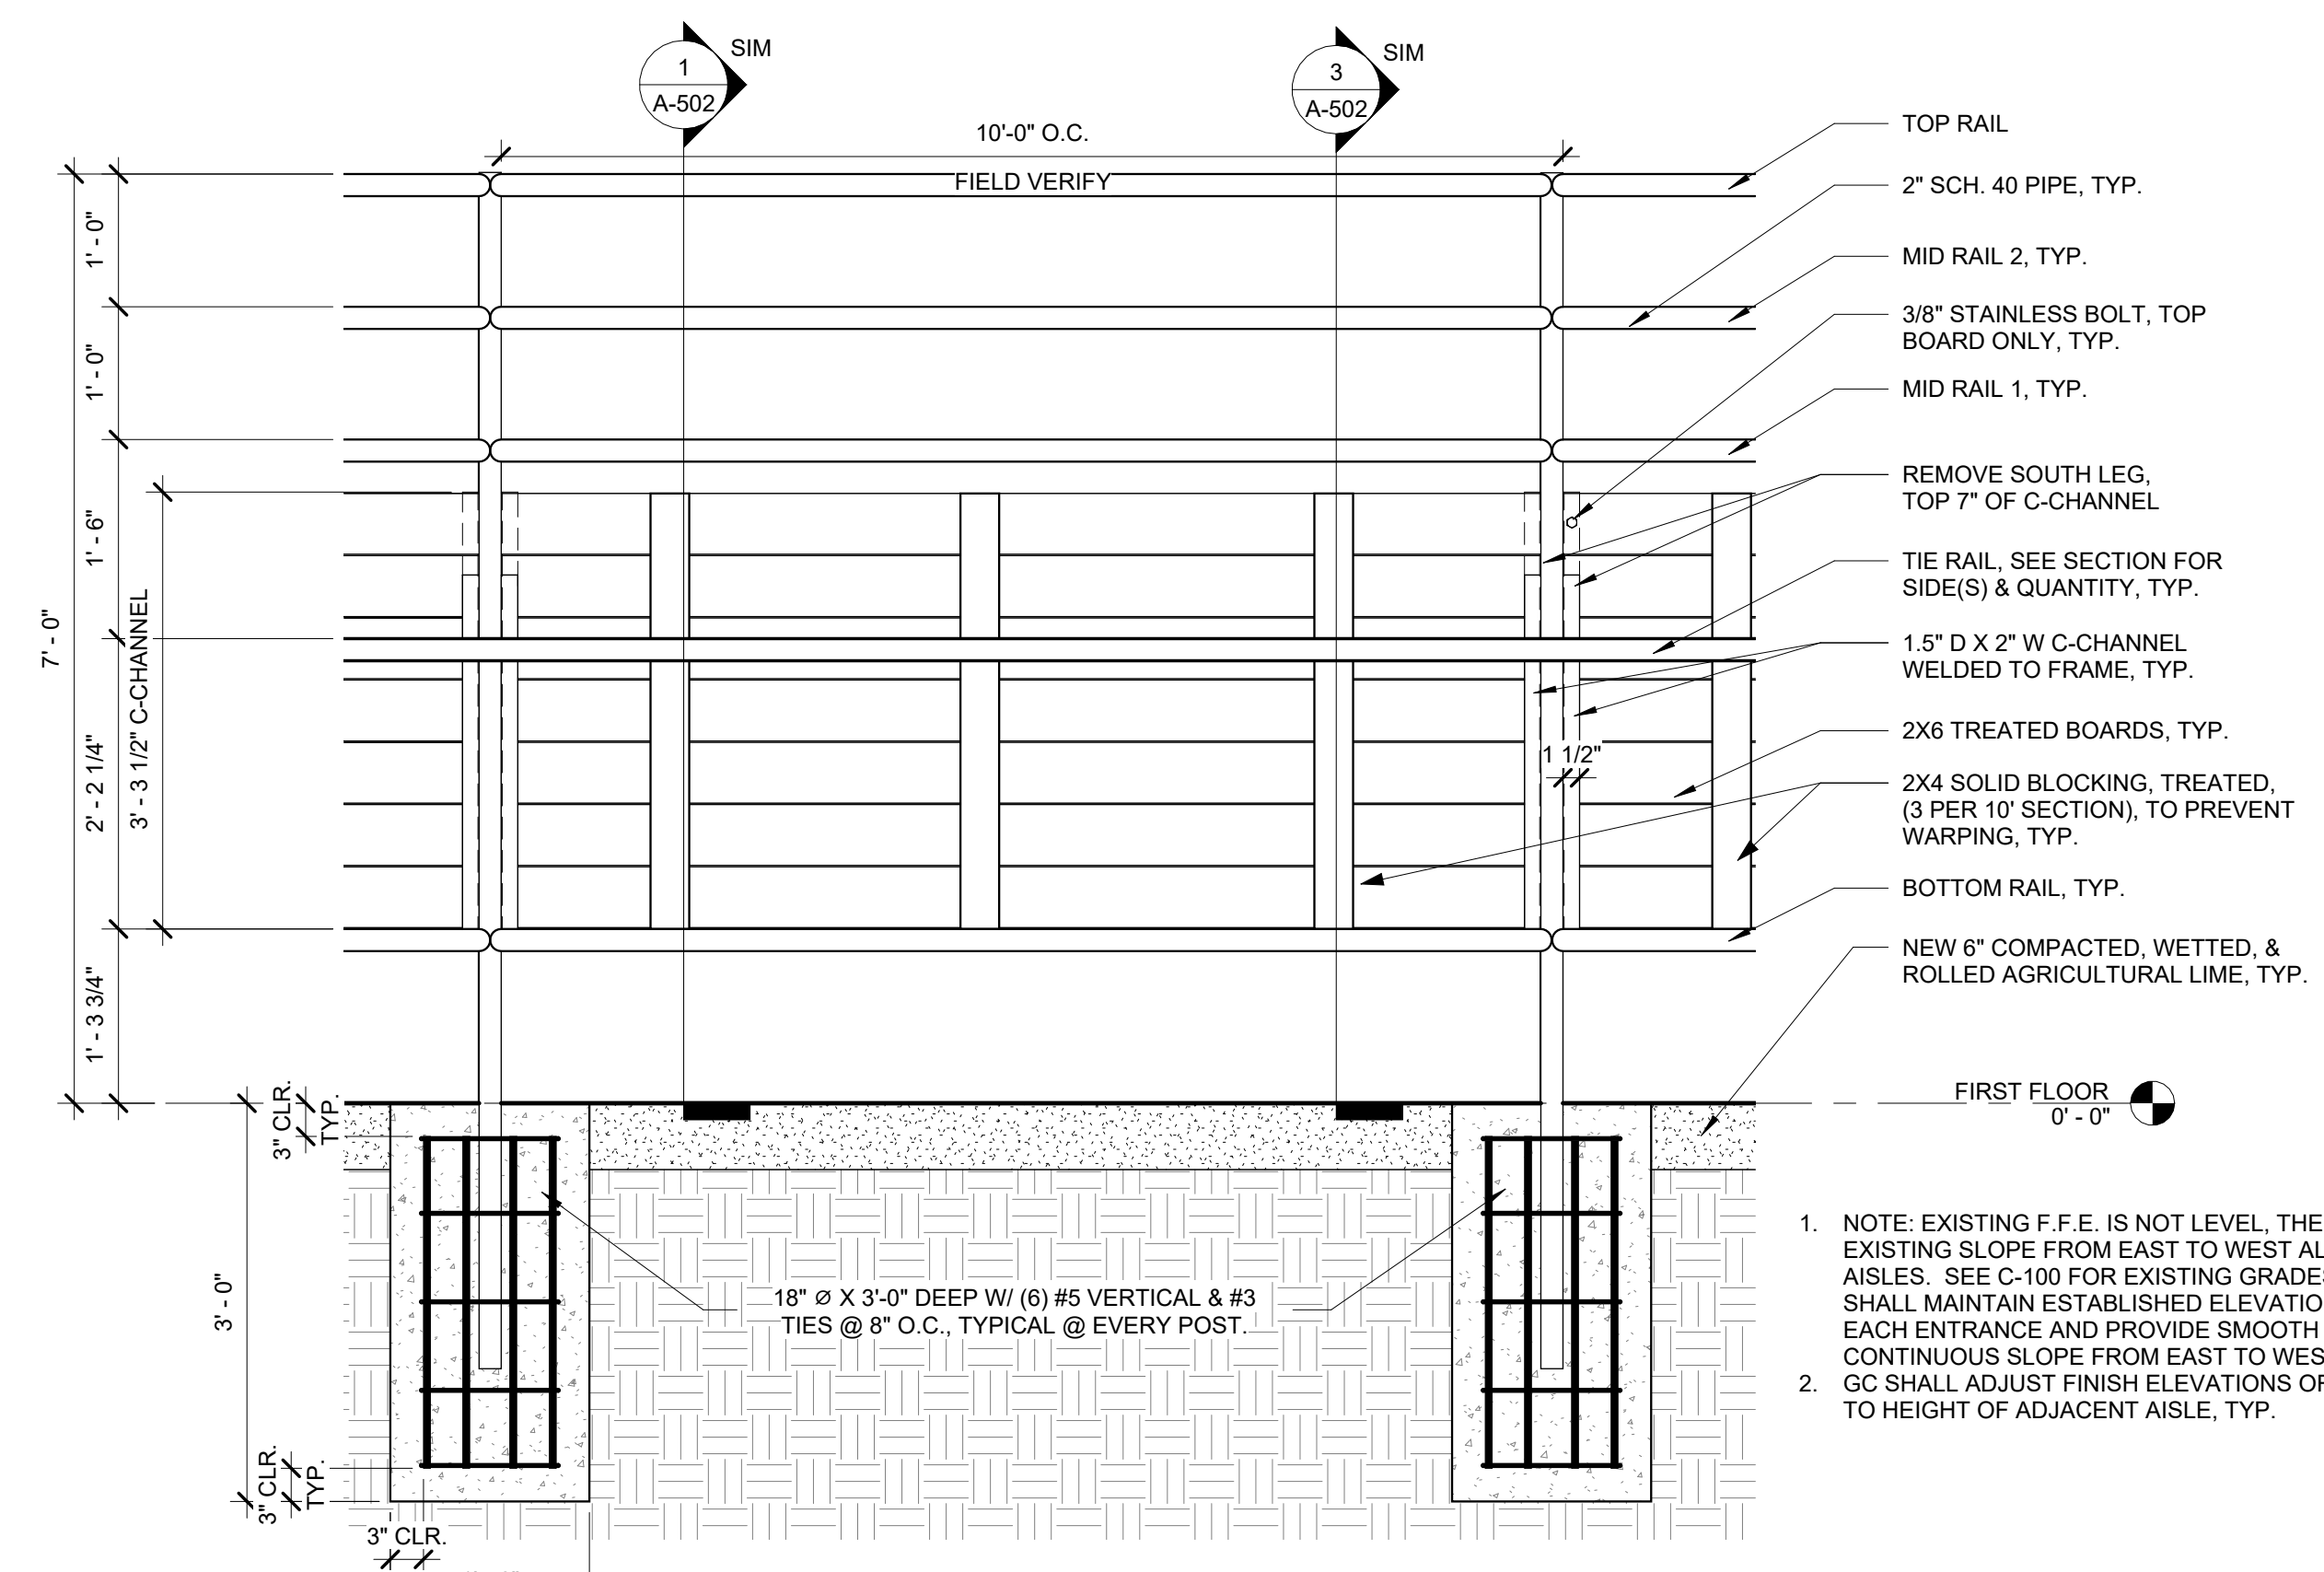 1
A-502
SIM
3
A-502
SIM
10'-0" O.C.
FIELD VERIFY
TOP RAIL
2" SCH. 40 PIPE, TYP.
MID RAIL 2, TYP.
3/8" STAINLESS BOLT, TOP
BOARD ONLY, TYP.
MID RAIL 1, TYP.
REMOVE SOUTH LEG,
TOP 7" OF C-CHANNEL
TIE RAIL, SEE SECTION FOR
SIDE(S) & QUANTITY, TYP.
1.5" D X 2" W C-CHANNEL
WELDED TO FRAME, TYP.
2X6 TREATED BOARDS, TYP.
2X4 SOLID BLOCKING, TREATED,
(3 PER 10' SECTION), TO PREVENT
WARPING, TYP.
BOTTOM RAIL, TYP.
NEW 6" COMPACTED, WETTED, &
ROLLED AGRICULTURAL LIME, TYP.
FIRST FLOOR
0' - 0"
7' - 0"
1' - 0"
1' - 0"
1' - 6"
2' - 2 1/4"
1' - 3 3/4"
3' - 3 1/2" C-CHANNEL
1 1/2"
3" CLR.
TYP.
3' - 0"
3" CLR.
TYP.
3" CLR.
18" Ø X 3'-0" DEEP W/ (6) #5 VERTICAL & #3
TIES @ 8" O.C., TYPICAL @ EVERY POST.
1. NOTE: EXISTING F.F.E. IS NOT LEVEL, THE
EXISTING SLOPE FROM EAST TO WEST AL
AISLES. SEE C-100 FOR EXISTING GRADES
SHALL MAINTAIN ESTABLISHED ELEVATIO
EACH ENTRANCE AND PROVIDE SMOOTH
CONTINUOUS SLOPE FROM EAST TO WES
2. GC SHALL ADJUST FINISH ELEVATIONS OF
TO HEIGHT OF ADJACENT AISLE, TYP.